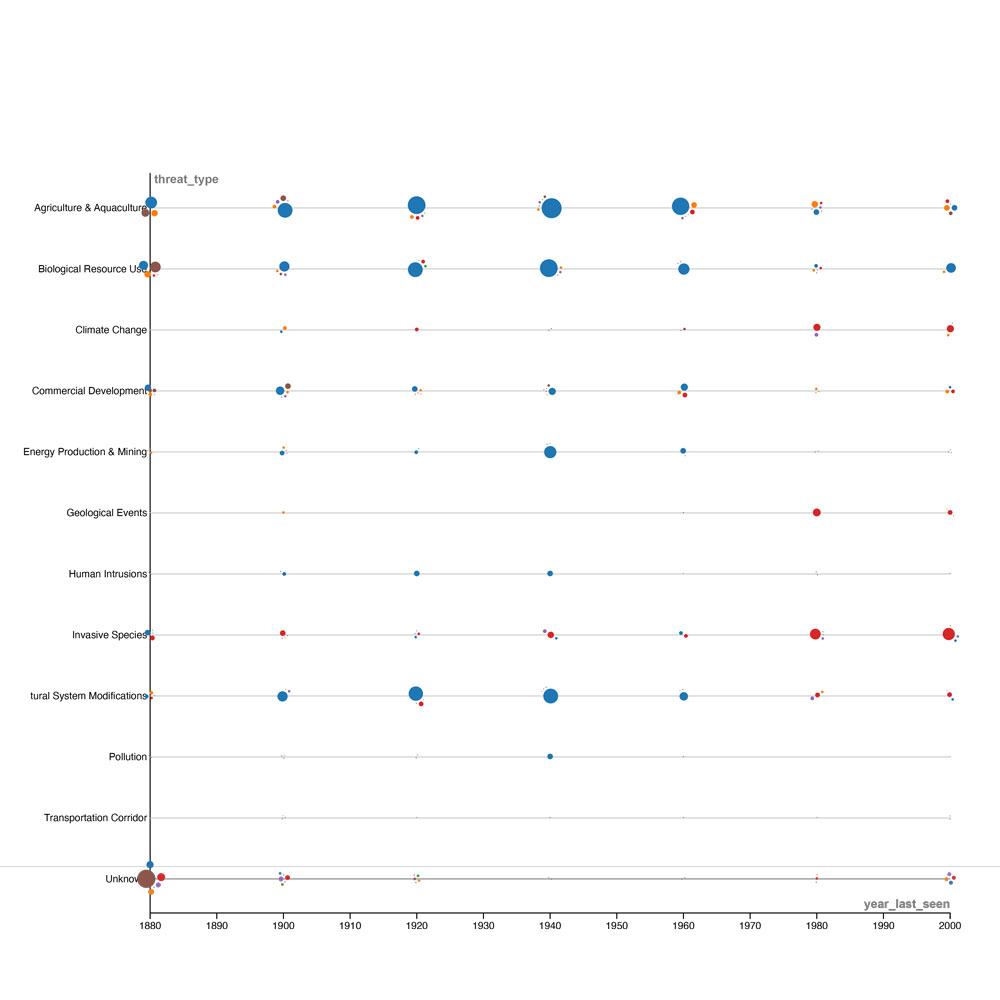 threat_type
Agriculture & Aquaculture
Biological Resource Use
Climate Change
Commercial Development
Energy Production & Mining
Geological Events
Human Intrusions
Invasive Species
tural System Modifications
Pollution
Transportation Corridor
Unknow
year_last_seen
1880 1890 1900 1910 1920 1930 1940 1950 1960 1970 1980 1990 2000